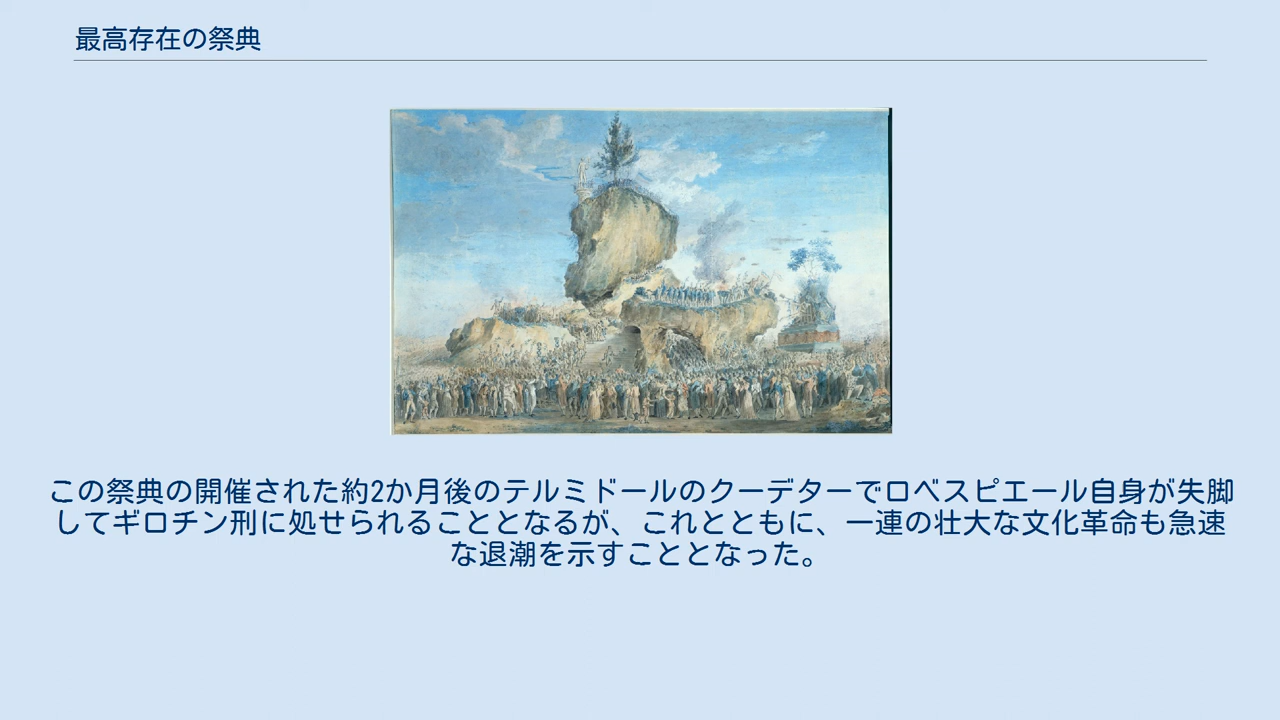 最高存在の祭典
この祭典の開催された約2か月後のテルミドールのクーデターでロベスピエール自身が失脚
してギロチン刑に処せられることとなるが、これとともに、一連の壮大な文化革命も急速
な退潮を示すこととなった。